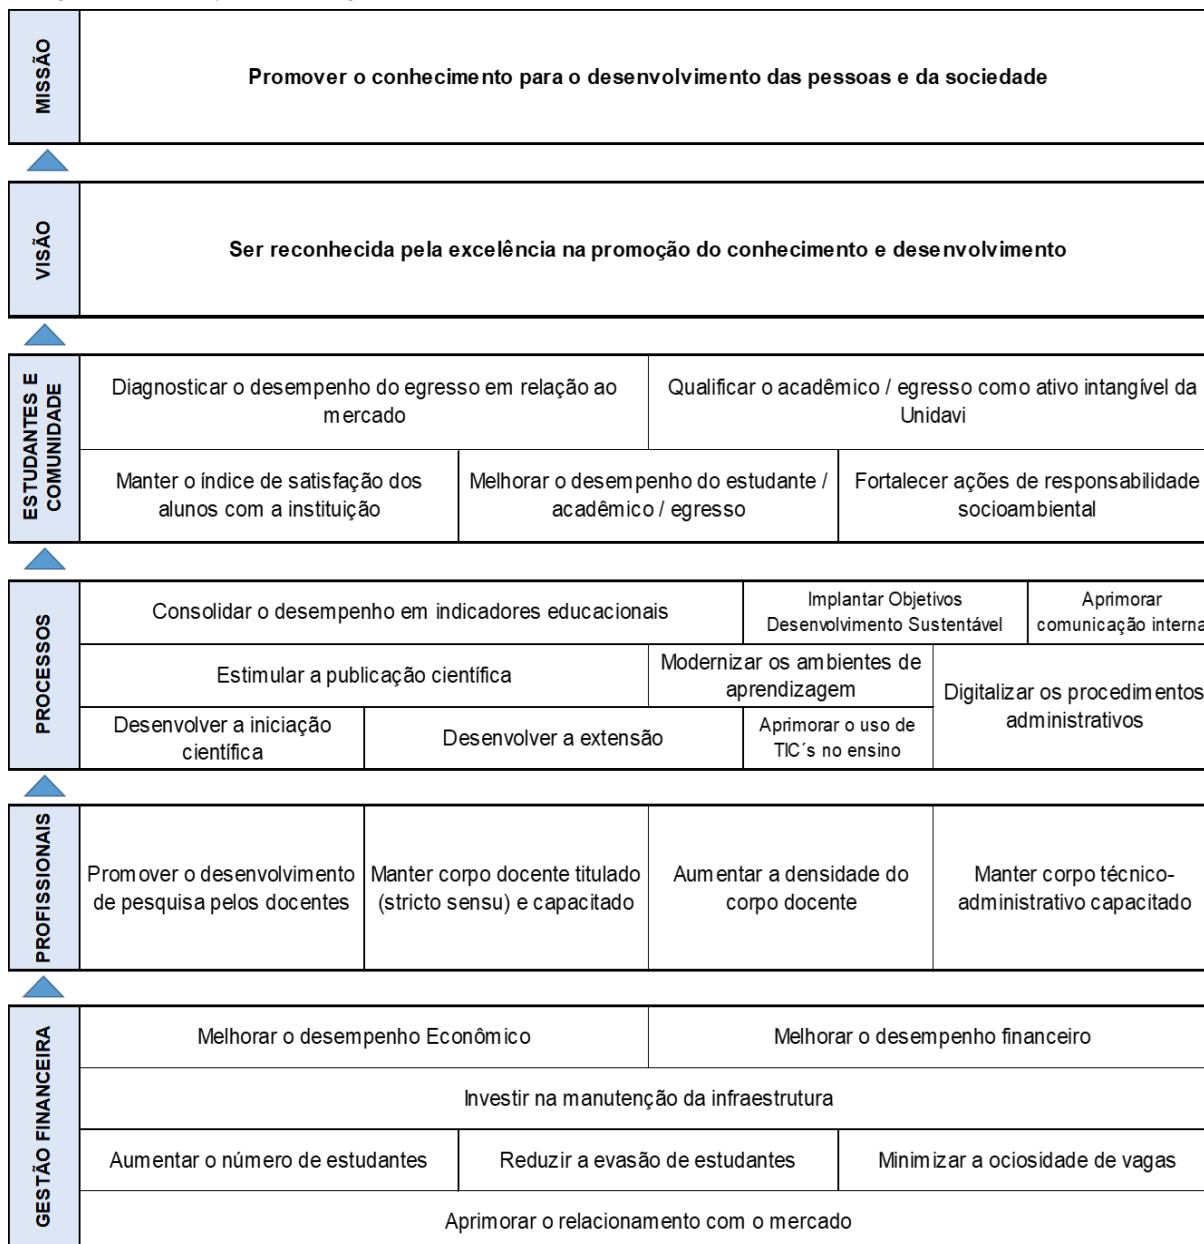 MISSÃO
Promover o conhecimento para o desenvolvimento das pessoas e da sociedade
VISÃO
Ser reconhecida pela excelência na promoção do conhecimento e desenvolvimento
ESTUDANTES E
COMUNIDADE
Diagnosticar o desempenho do egresso em relação ao
mercado
Qualificar o acadêmico / egresso como ativo intangível da
Unidavi
Manter o índice de satisfação dos
alunos com a instituição
Melhorar o desempenho do estudante /
acadêmico / egresso
Fortalecer ações de responsabilidade
socioambiental
PROCESSOS
Consolidar o desempenho em indicadores educacionais
Implantar Objetivos
Desenvolvimento Sustentável
Aprimorar
comunicação interna
Estimular a publicação científica
Modernizar os ambientes de
aprendizagem
Digitalizar os procedimentos
administrativos
Desenvolver a iniciação
científica
Desenvolver a extensão
Aprimorar o uso de
TIC´s no ensino
PROFISSIONAIS
Promover o desenvolvimento
de pesquisa pelos docentes
Manter corpo docente titulado
(stricto sensu) e capacitado
Aumentar a densidade do
corpo docente
Manter corpo técnico-
administrativo capacitado
GESTÃO FINANCEIRA
Melhorar o desempenho Econômico
Melhorar o desempenho financeiro
Investir na manutenção da infraestrutura
Aumentar o número de estudantes
Reduzir a evasão de estudantes
Minimizar a ociosidade de vagas
Aprimorar o relacionamento com o mercado